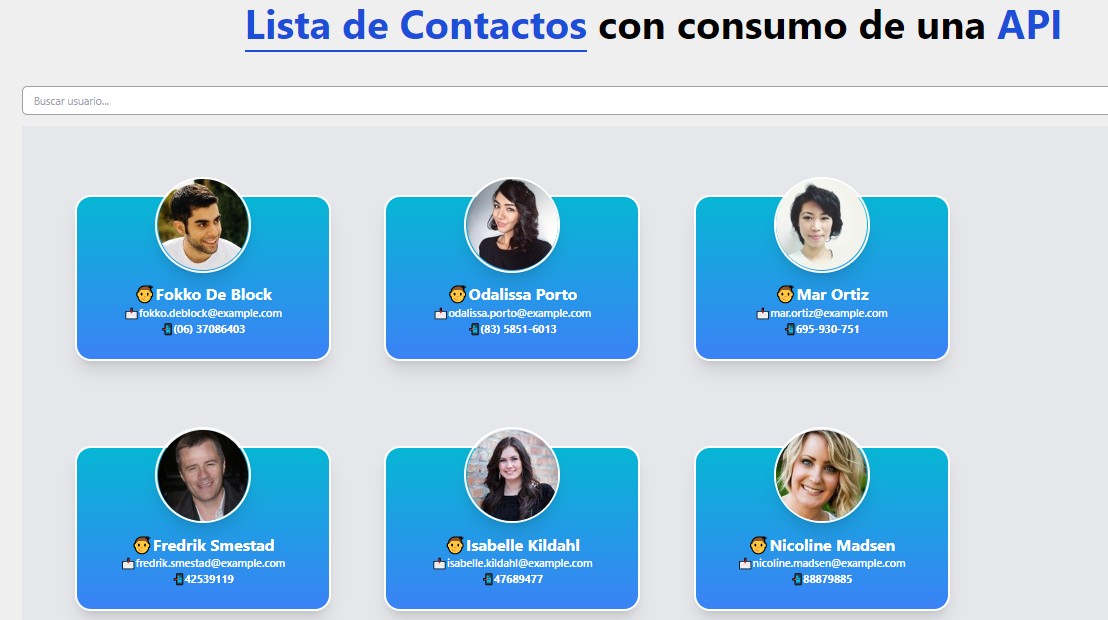 Lista de Contactos con consumo de una API
Buscar usuario...
Fokko De Block
fokko.deblock@example.com
(06) 37086403
Odalissa Porto
odalissa.porto@example.com
(83) 5851-6013
Mar Ortiz
mar.ortiz@example.com
695-930-751
Fredrik Smestad
fredrik.smestad@example.com
42539119
Isabelle Kildahl
isabelle.kildahl@example.com
47689477
Nicoline Madsen
nicoline.madsen@example.com
88879885